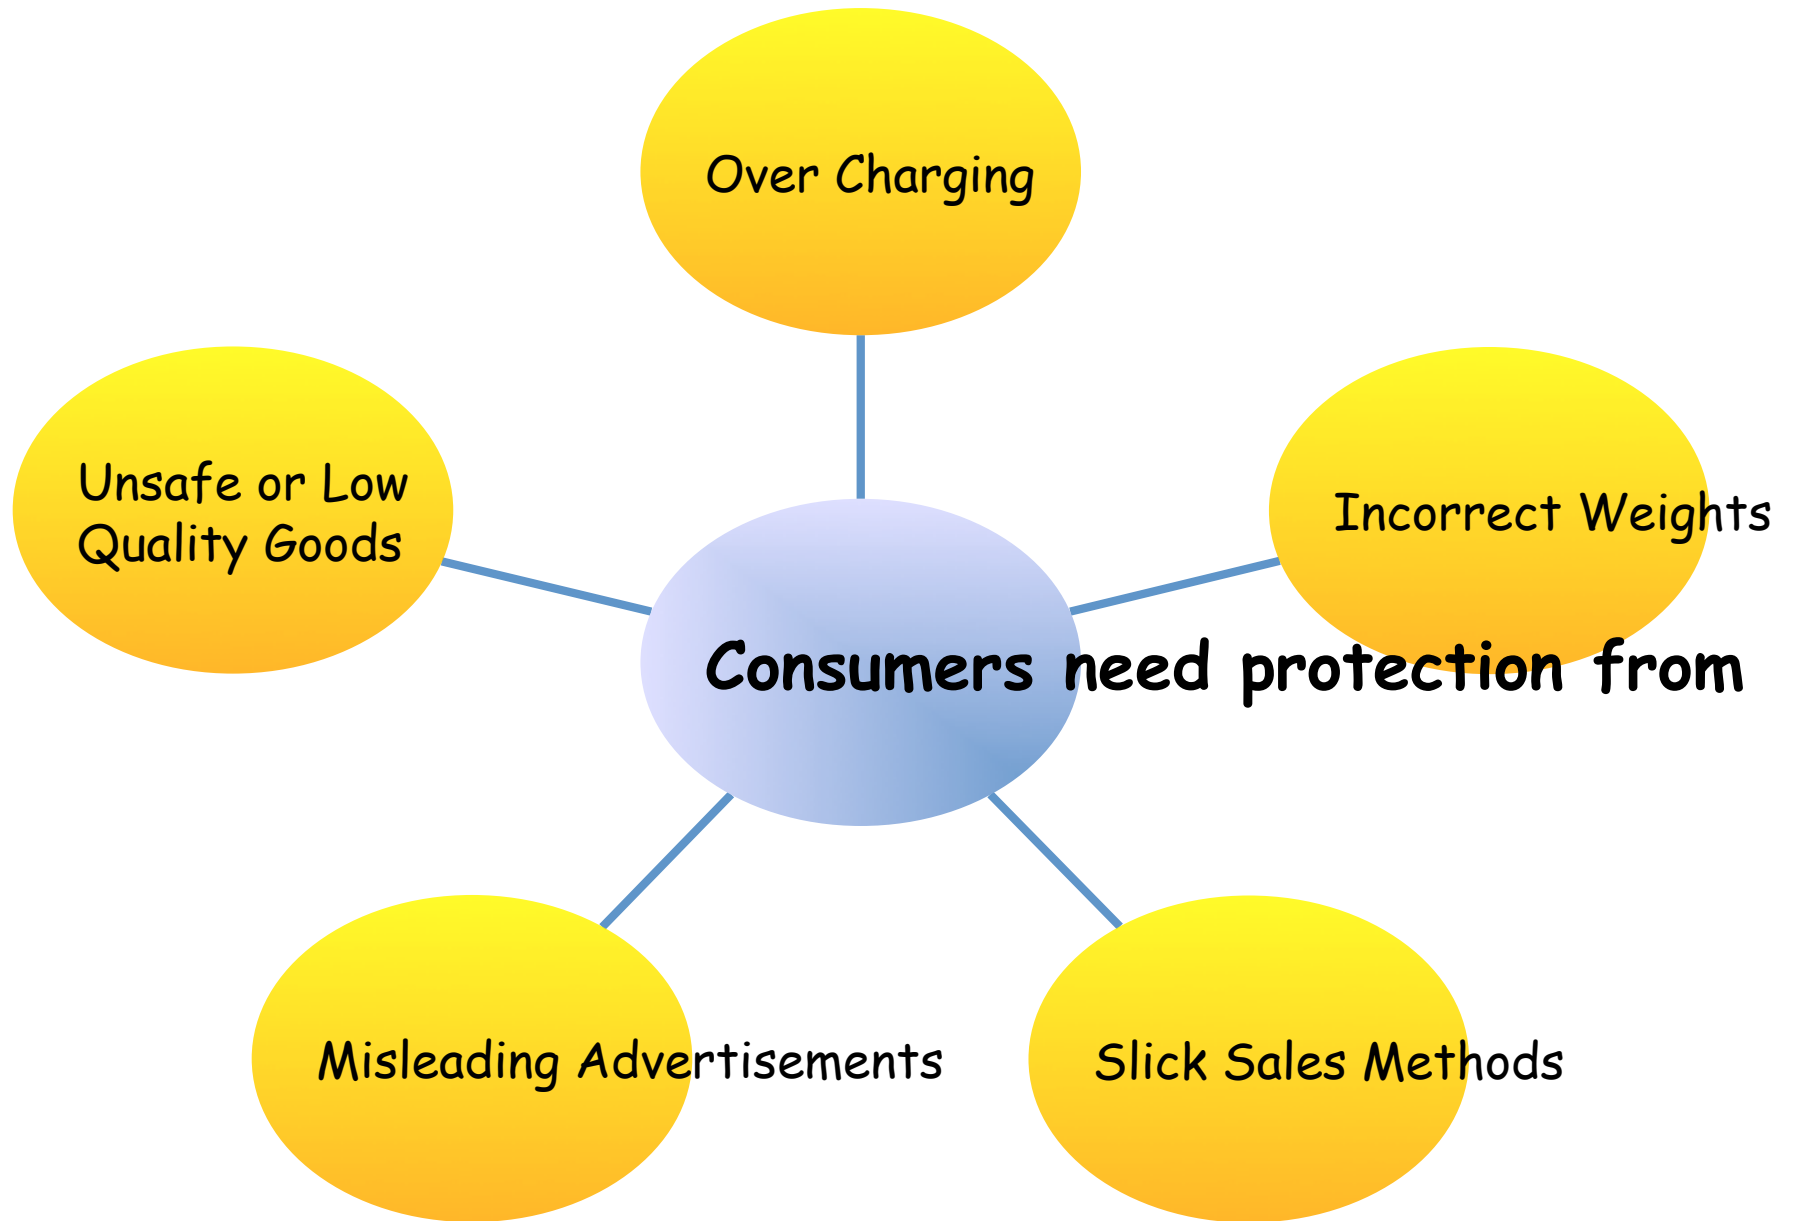 Over Charging
Unsafe or Low
Quality Goods
Incorrect Weights
Consumers need protection from
Misleading Advertisements
Slick Sales Methods